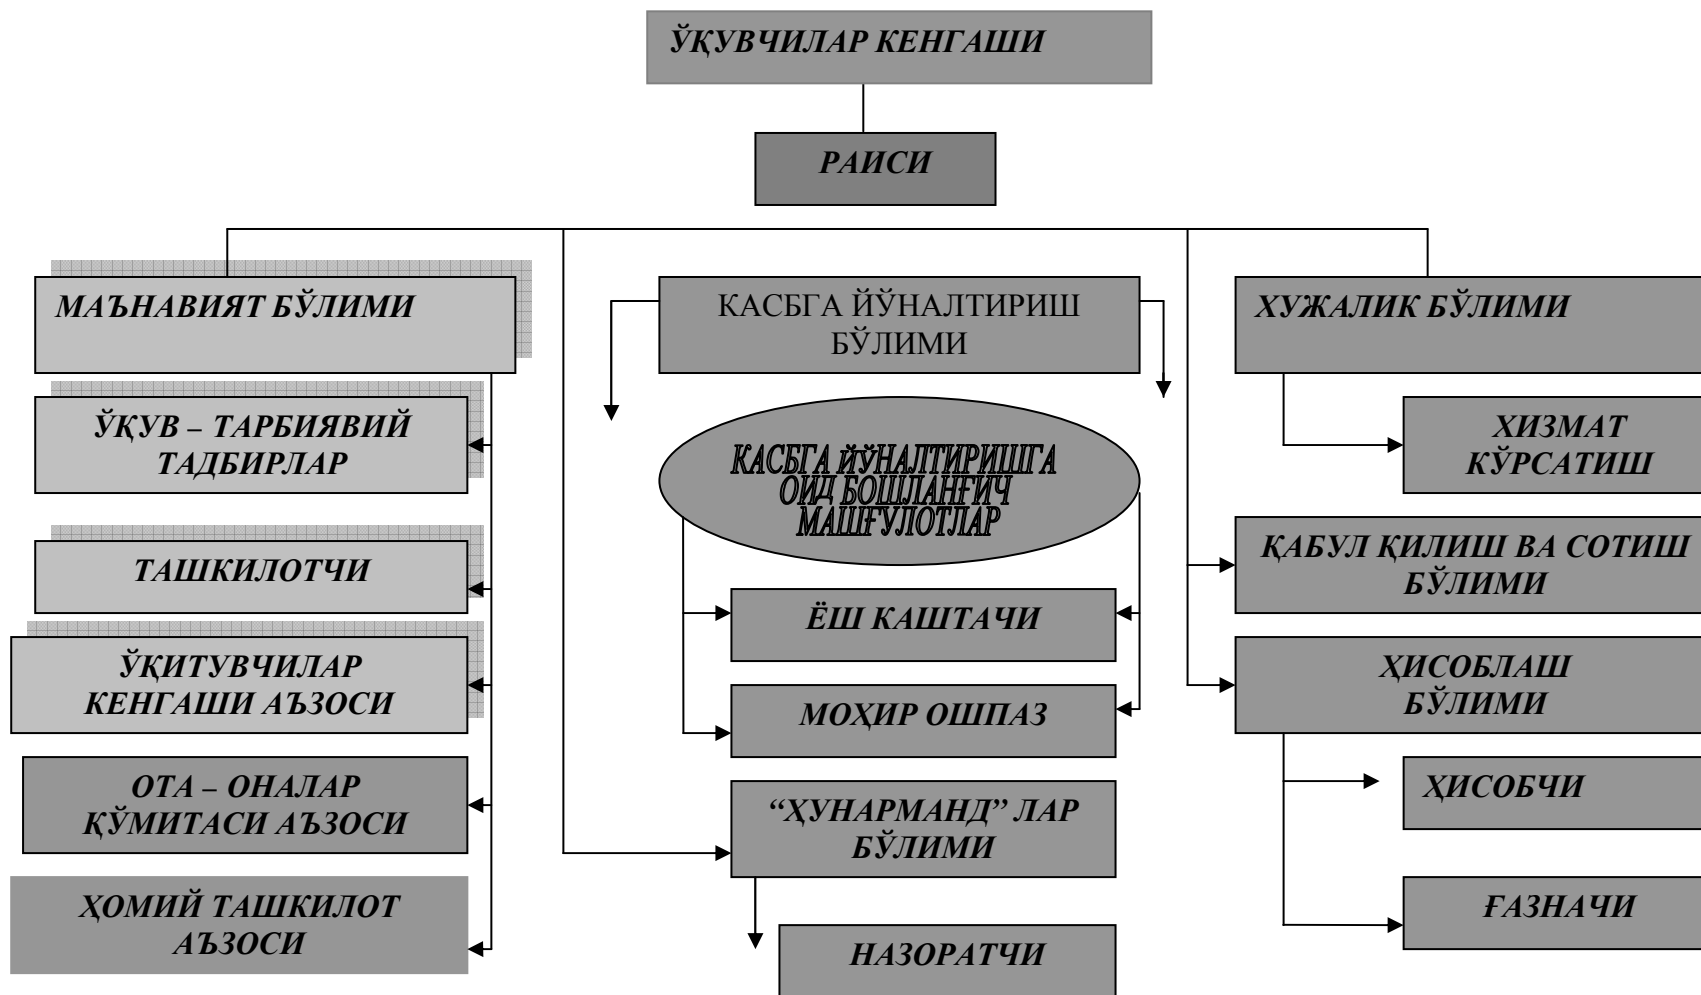 ЎҚУВЧИЛАР КЕНГАШИ
РАИСИ
МАЪНАВИЯТ БЎЛИМИ
ЎҚУВ – ТАРБИЯВИЙ
ТАДБИРЛАР
ТАШКИЛОТЧИ
ЎҚИТУВЧИЛАР
КЕНГАШИ АЪЗОСИ
ОТА – ОНАЛАР
ҚЎМИТАСИ АЪЗОСИ
ҲОМИЙ ТАШКИЛОТ
АЪЗОСИ
КАСБГА ЙЎНАЛТИРИШ
БЎЛИМИ
КАСБГА ЙЎНАЛТИРИШГА
ОИД БОШЛАНҒИЧ
МАШҒУЛОТЛАР
ЁШ КАШТАЧИ
МОҲИР ОШПАЗ
“ҲУНАРМАНД” ЛАР
БЎЛИМИ
НАЗОРАТЧИ
ХУЖАЛИК БЎЛИМИ
ХИЗМАТ
КЎРСАТИШ
ҚАБУЛ ҚИЛИШ ВА СОТИШ
БЎЛИМИ
ҲИСОБЛАШ
БЎЛИМИ
ҲИСОБЧИ
ҒАЗНАЧИ